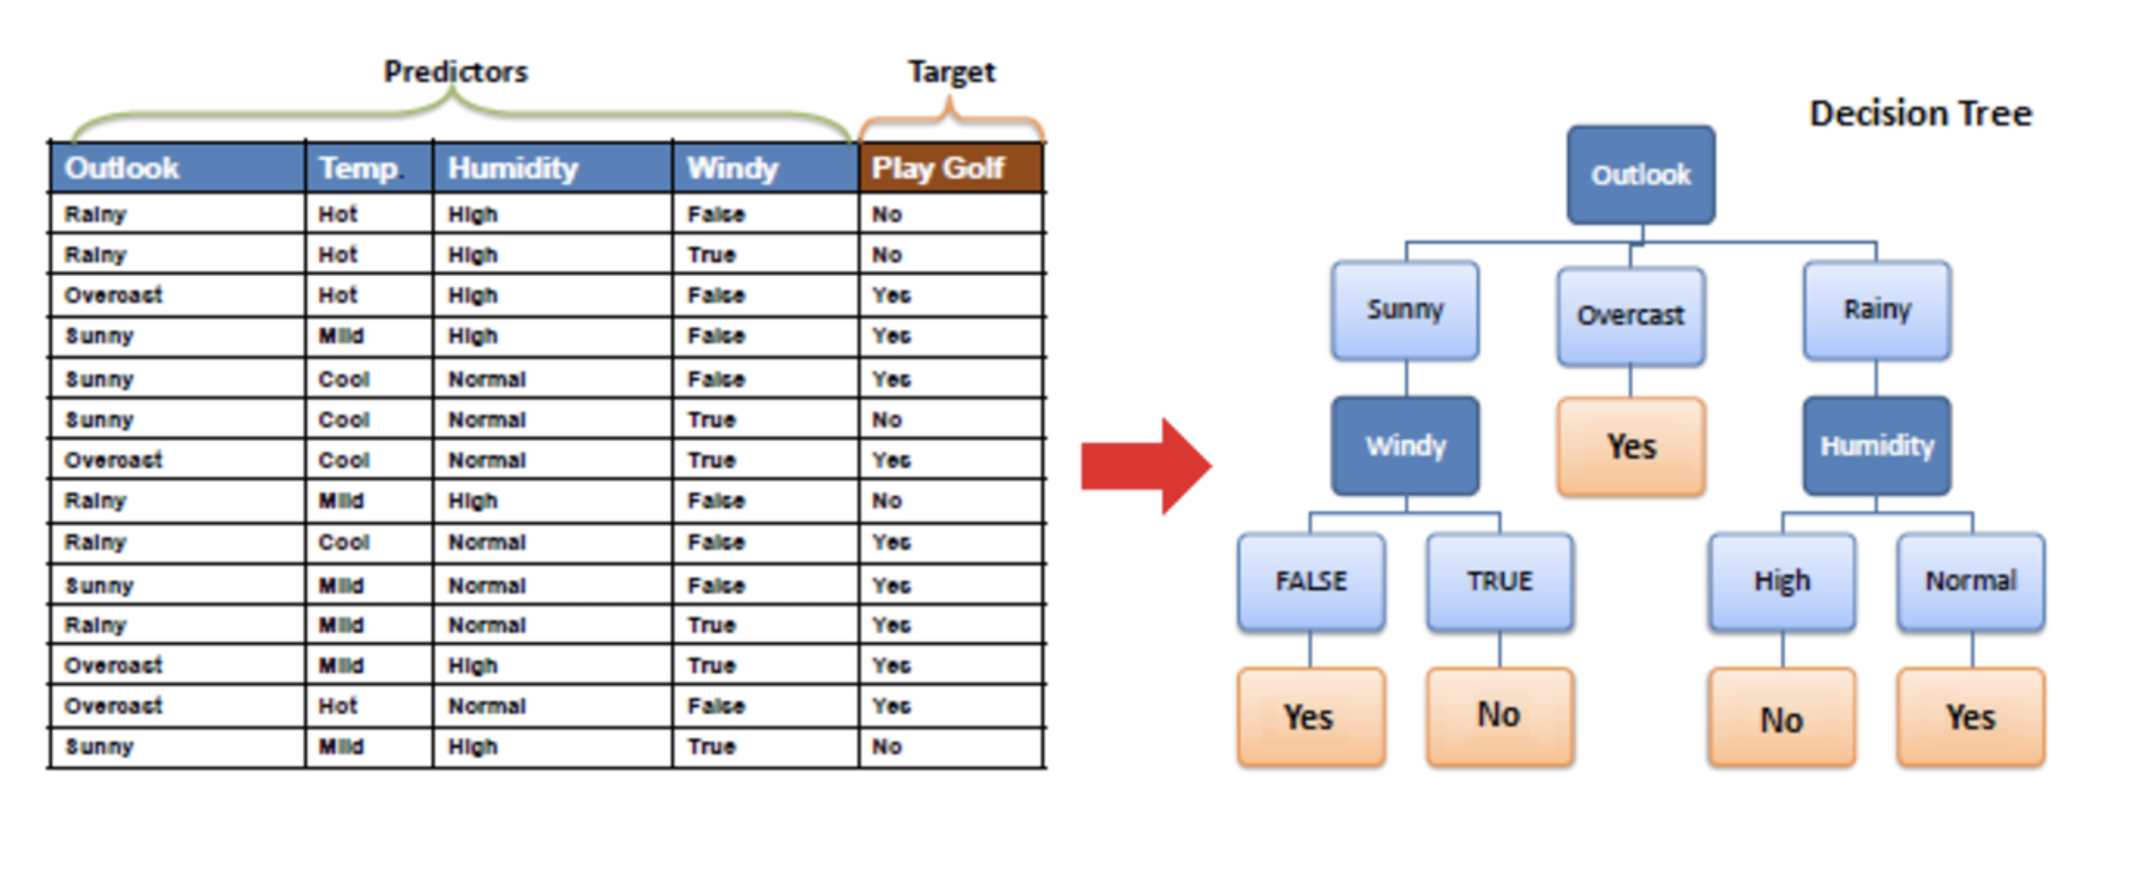 Predictors Target
Outlook Temp. Humidity Windy Play Golf
Rainy Hot High False No
Rainy Hot High True No
Overcast Hot High False Yes
Sunny Mild High False Yes
Sunny Cool Normal False Yes
Sunny Cool Normal True No
Overcast Cool Normal True Yes
Rainy Mild High False No
Rainy Cool Normal False Yes
Sunny Mild Normal False Yes
Rainy Mild Normal True Yes
Overcast Mild High True Yes
Overcast Hot Normal False Yes
Sunny Mild High True No
Decision Tree
Outlook
Sunny Overcast Rainy
Windy Yes Humidity
FALSE TRUE High Normal
Yes No No Yes